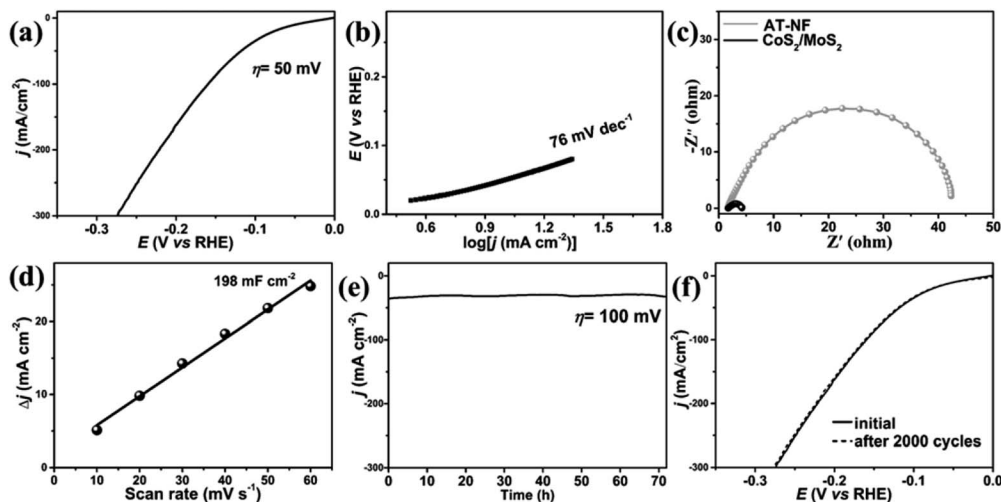 (a)
0
-100
-200
-300
j (mA/cm²)
η= 50 mV
-0.3
-0.2
-0.1
0.0
E (V vs RHE)
(b)
0.2
0.1
0.0
E (V vs RHE)
76 mV dec⁻¹
0.6
0.9
1.2
1.5
1.8
log[j (mA cm⁻²)]
(c)
AT-NF
CoS₂/MoS₂
30
20
10
0
-Z″ (ohm)
0
10
20
30
40
50
Z′ (ohm)
(d)
198 mF cm⁻²
20
10
0
Δj (mA cm⁻²)
0
10
20
30
40
50
60
Scan rate (mV s⁻¹)
(e)
0
-100
-200
-300
j (mA cm⁻²)
η= 100 mV
0
10
20
30
40
50
60
70
Time (h)
(f)
0
-100
-200
-300
j (mA/cm²)
initial
after 2000 cycles
-0.3
-0.2
-0.1
0.0
E (V vs RHE)